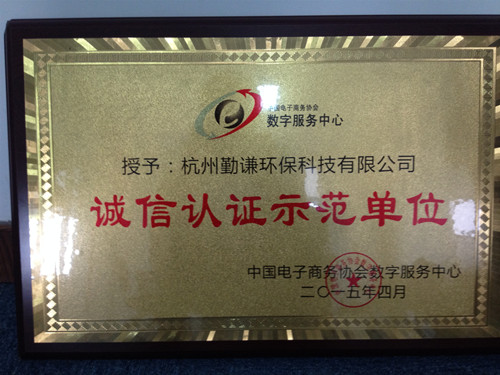 中国电子商务协会
数字服务中心
授予：杭州勤谦环保科技有限公司
诚信认证示范单位
中国电子商务协会数字服务中心
二〇一五年四月